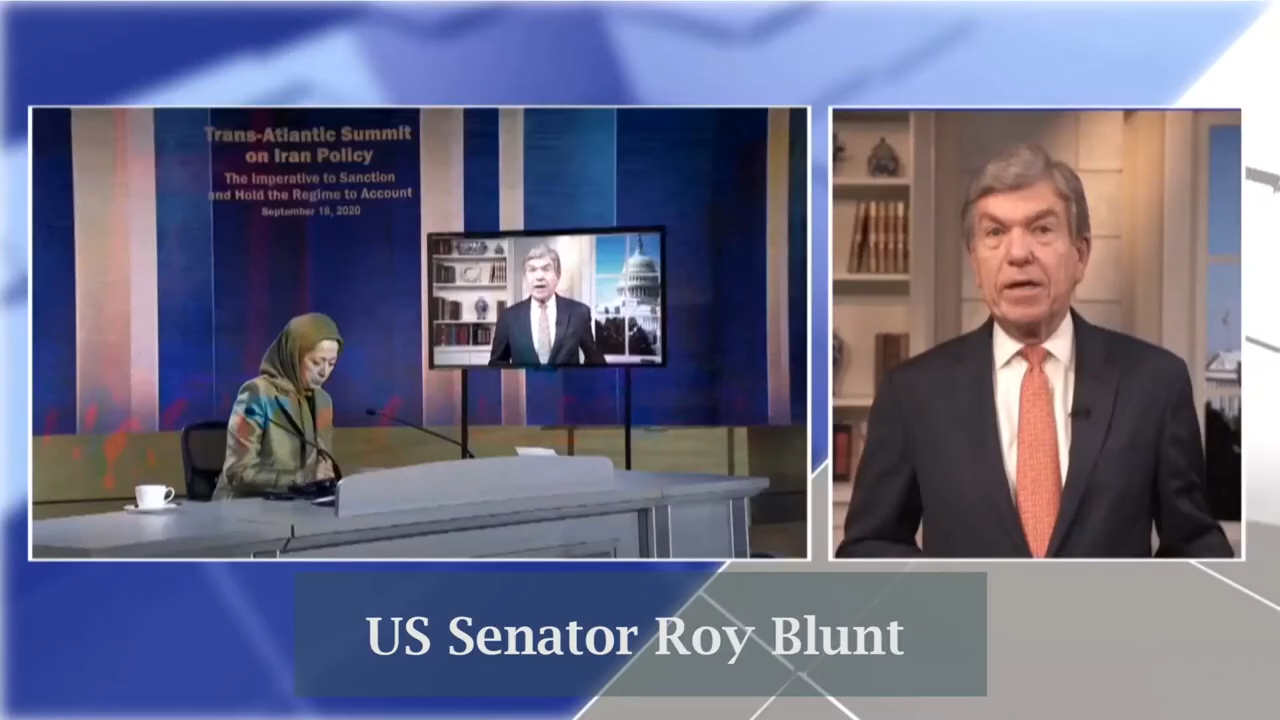 Trans-Atlantic Summit
on Iran Policy
The Imperative to Sanction
and Hold the Regime to Account
September 18, 2020
US Senator Roy Blunt